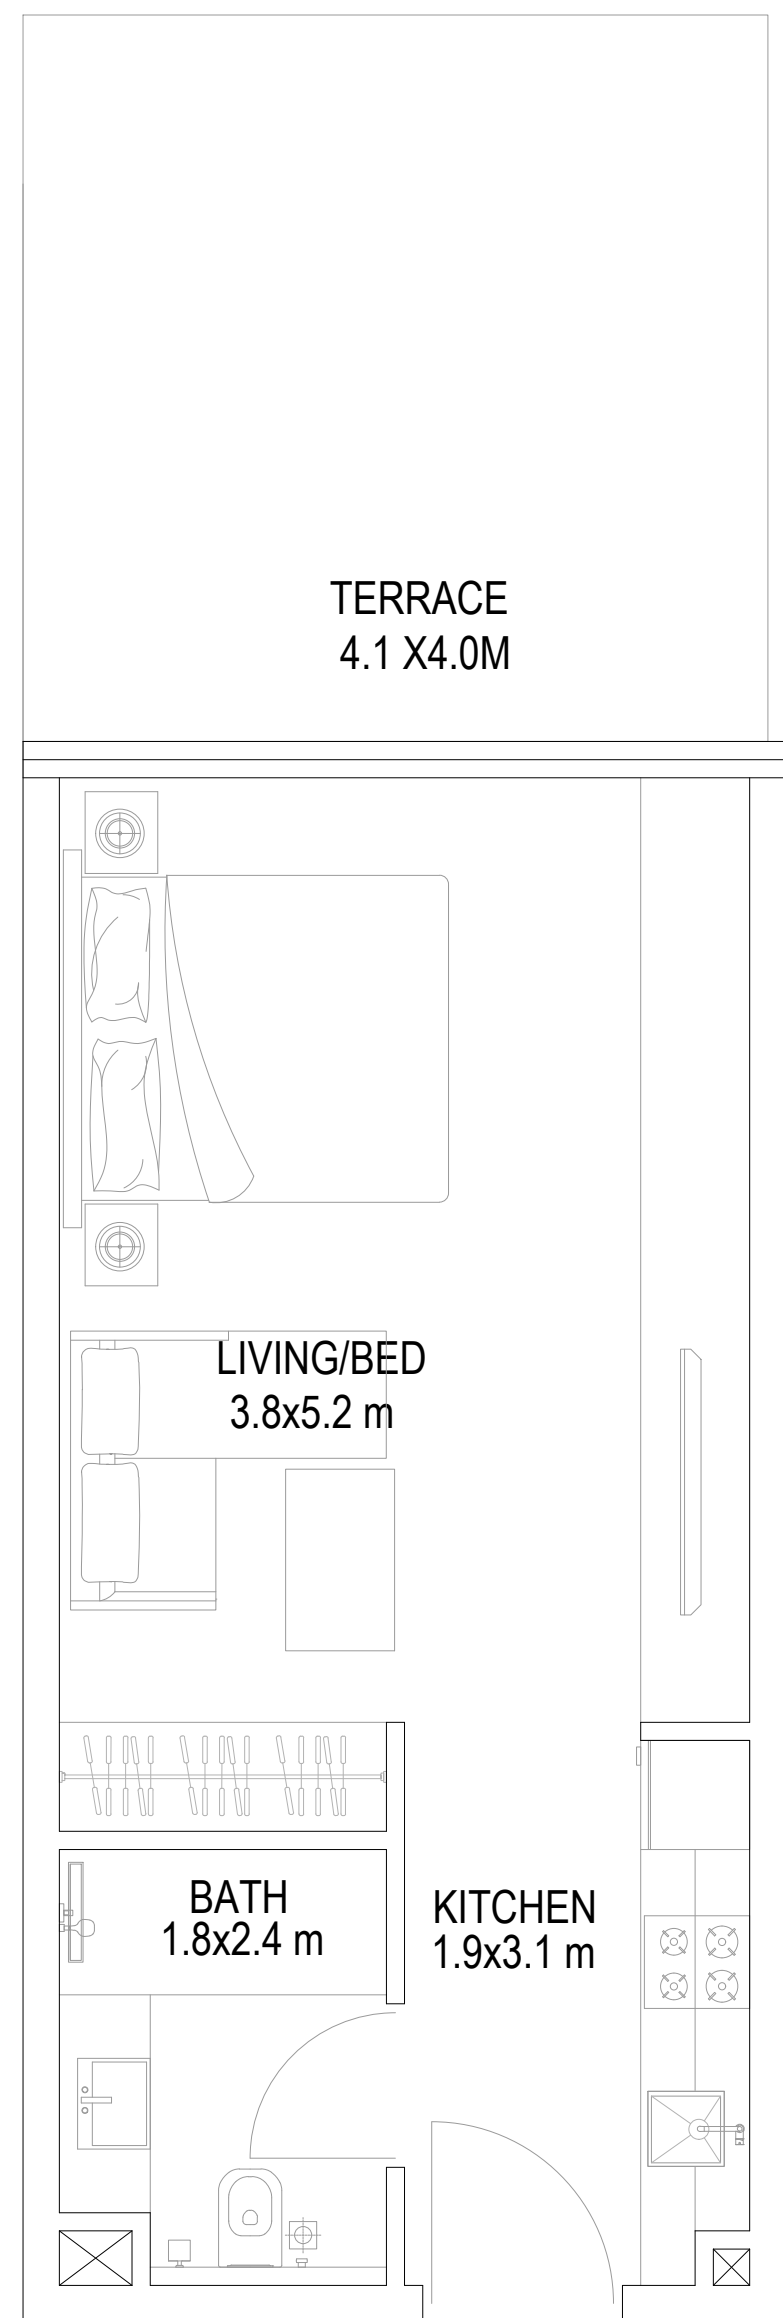 TERRACE
4.1 X4.0M
LIVING/BED
3.8x5.2 m
BATH
1.8x2.4 m
KITCHEN
1.9x3.1 m